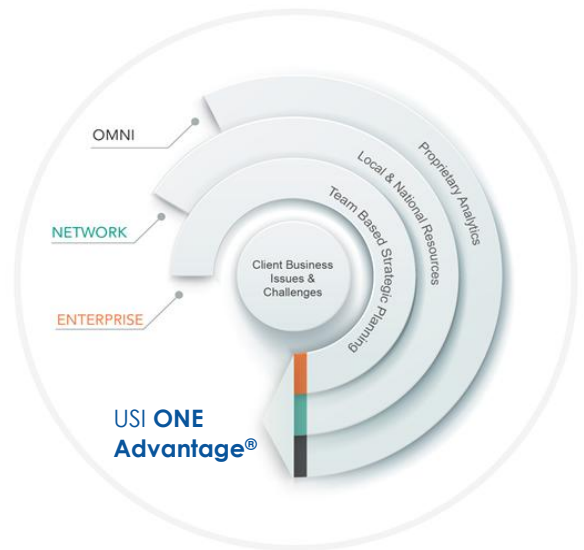 OMNI
NETWORK
ENTERPRISE
Proprietary Analytics
Local & National Resources
Team Based Strategic Planning
Client Business
Issues &
Challenges
USI ONE
Advantage®